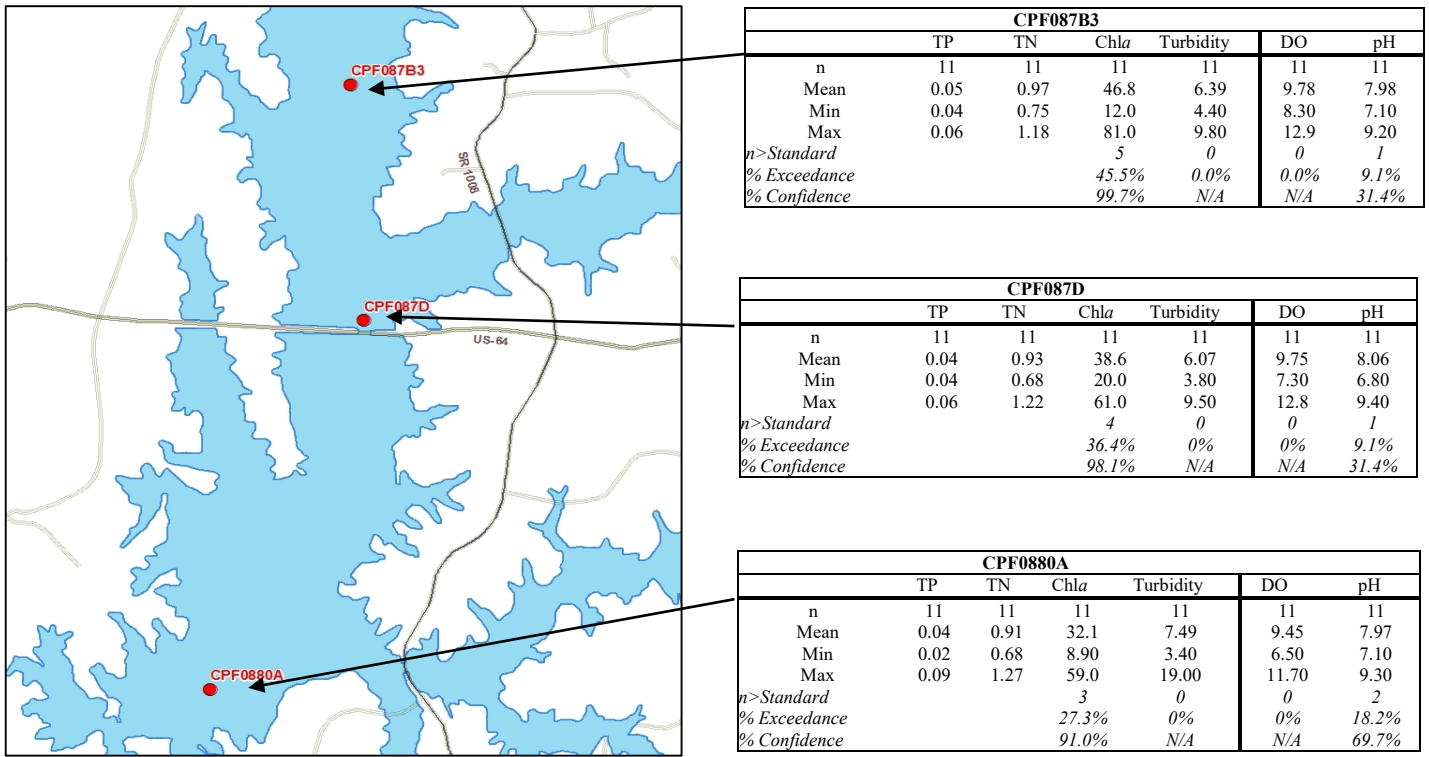 CPF087B3
SR 1008
CPF087D
US-64
CPF0880A
CPF087B3
TP TN Chla Turbidity DO pH
n 11 11 11 11 11 11
Mean 0.05 0.97 46.8 6.39 9.78 7.98
Min 0.04 0.75 12.0 4.40 8.30 7.10
Max 0.06 1.18 81.0 9.80 12.9 9.20
n>Standard 5 0 0 1
% Exceedance 45.5% 0.0% 0.0% 9.1%
% Confidence 99.7% N/A N/A 31.4%
CPF087D
TP TN Chla Turbidity DO pH
n 11 11 11 11 11 11
Mean 0.04 0.93 38.6 6.07 9.75 8.06
Min 0.04 0.68 20.0 3.80 7.30 6.80
Max 0.06 1.22 61.0 9.50 12.8 9.40
n>Standard 4 0 0 1
% Exceedance 36.4% 0% 0% 9.1%
% Confidence 98.1% N/A N/A 31.4%
CPF0880A
TP TN Chla Turbidity DO pH
n 11 11 11 11 11 11
Mean 0.04 0.91 32.1 7.49 9.45 7.97
Min 0.02 0.68 8.90 3.40 6.50 7.10
Max 0.09 1.27 59.0 19.00 11.70 9.30
n>Standard 3 0 0 2
% Exceedance 27.3% 0% 0% 18.2%
% Confidence 91.0% N/A N/A 69.7%